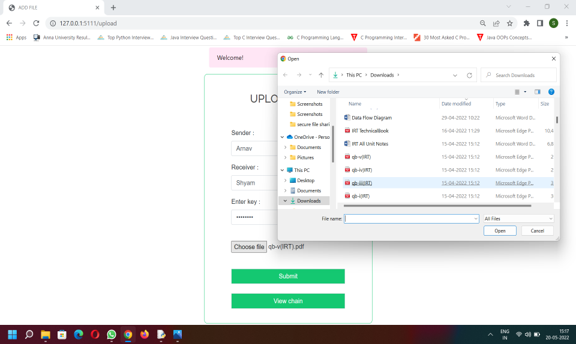 ADD FILE
127.0.0.1:5111/upload
Apps
Anna University Resul...
Top Python Interview...
Java Interview Questi...
Top C Interview Ques...
C Programming Lang...
C Programming Inter...
30 Most Asked C Pro...
Java OOPs Concepts...
Welcome!
UPLO
Sender :
Arnav
Receiver :
Shyam
Enter key :
••••••••
Choose file qb-v(IRT).pdf
Submit
View chain
Open
This PC > Downloads >
Search Downloads
Organize
New folder
Screenshots
Screenshots
secure file shari
OneDrive - Perso
Documents
Pictures
This PC
Desktop
Documents
Downloads
Name Date modified Type Size
Data Flow Diagram 29-04-2022 10:22 Microsoft Word D...
IRT TechnicalBook 16-04-2022 11:29 Microsoft Edge P... 10,4
IRT All Unit Notes 15-04-2022 15:12 Microsoft Word D... 6,8
qb-v(IRT) 15-04-2022 15:12 Microsoft Edge P... 2
qb-iv(IRT) 15-04-2022 15:12 Microsoft Edge P... 2
qb-iii(IRT) 15-04-2022 15:12 Microsoft Edge P... 3
qb-i(IRT) 15-04-2022 15:12 Microsoft Edge P... 3
File name:
All Files
Open
Cancel
ENG
IN
15:17
20-05-2022